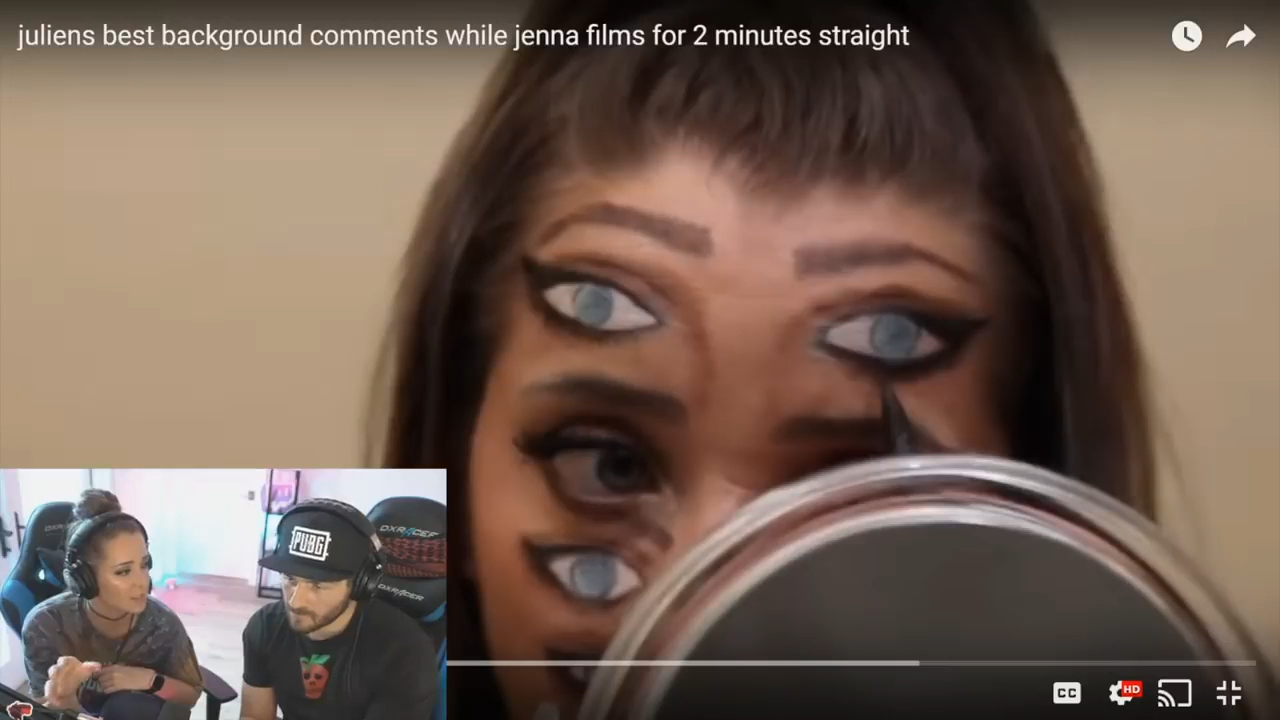 juliens best background comments while jenna films for 2 minutes straight
PUBG
DXRACER
DXRACER
CC
HD